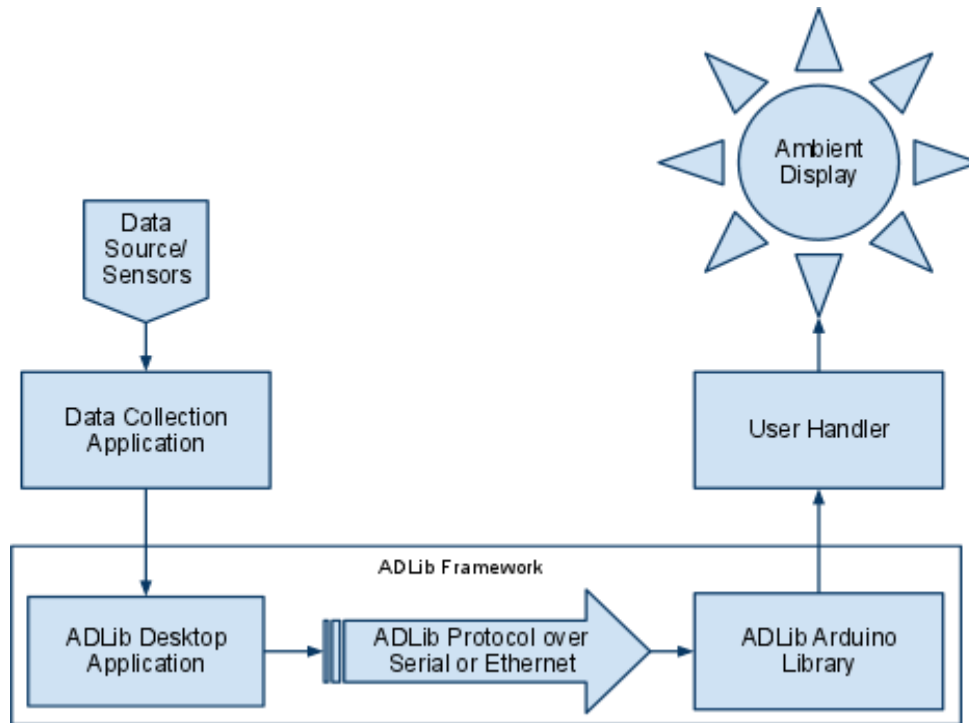 Ambient
Display
Data
Source/
Sensors
Data Collection
Application
User Handler
ADLib Framework
ADLib Desktop
Application
ADLib Protocol over
Serial or Ethernet
ADLib Arduino
Library